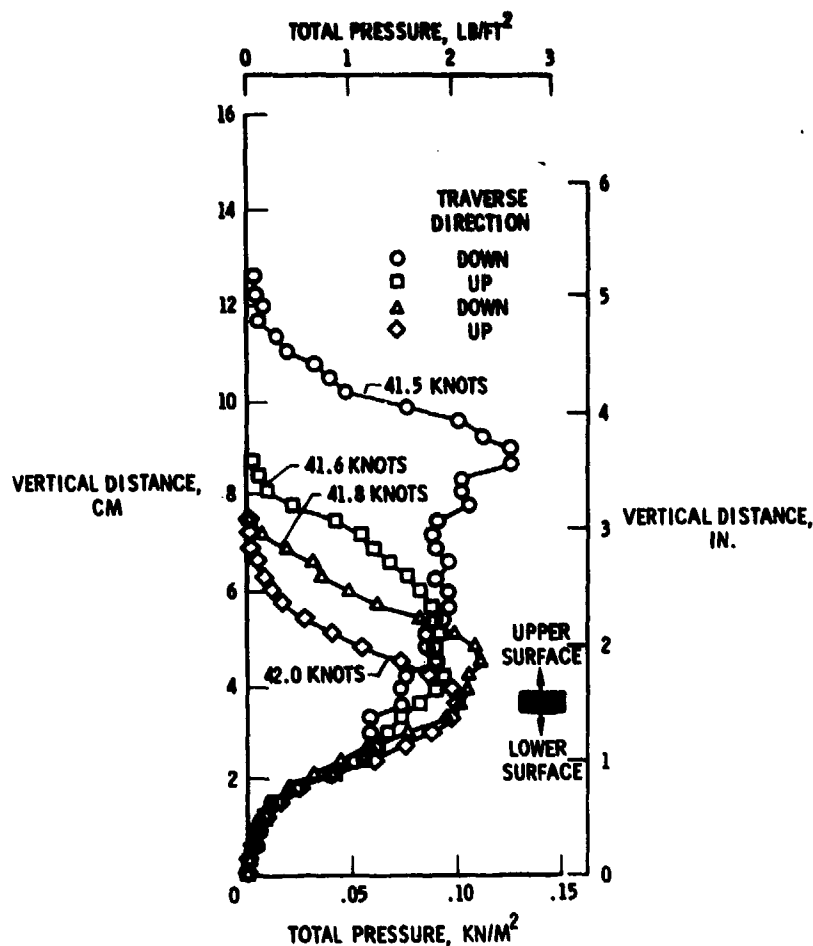 TOTAL PRESSURE, LB/FT²
0 1 2 3
16
14
12
10
8
6
4
2
0
VERTICAL DISTANCE,
CM
TRAVERSE
DIRECTION
DOWN
UP
DOWN
UP
41.5 KNOTS
41.6 KNOTS
41.8 KNOTS
42.0 KNOTS
6
5
4
3
2
1
0
VERTICAL DISTANCE,
IN.
UPPER
SURFACE
LOWER
SURFACE
.05 .10 .15
TOTAL PRESSURE, KN/M²